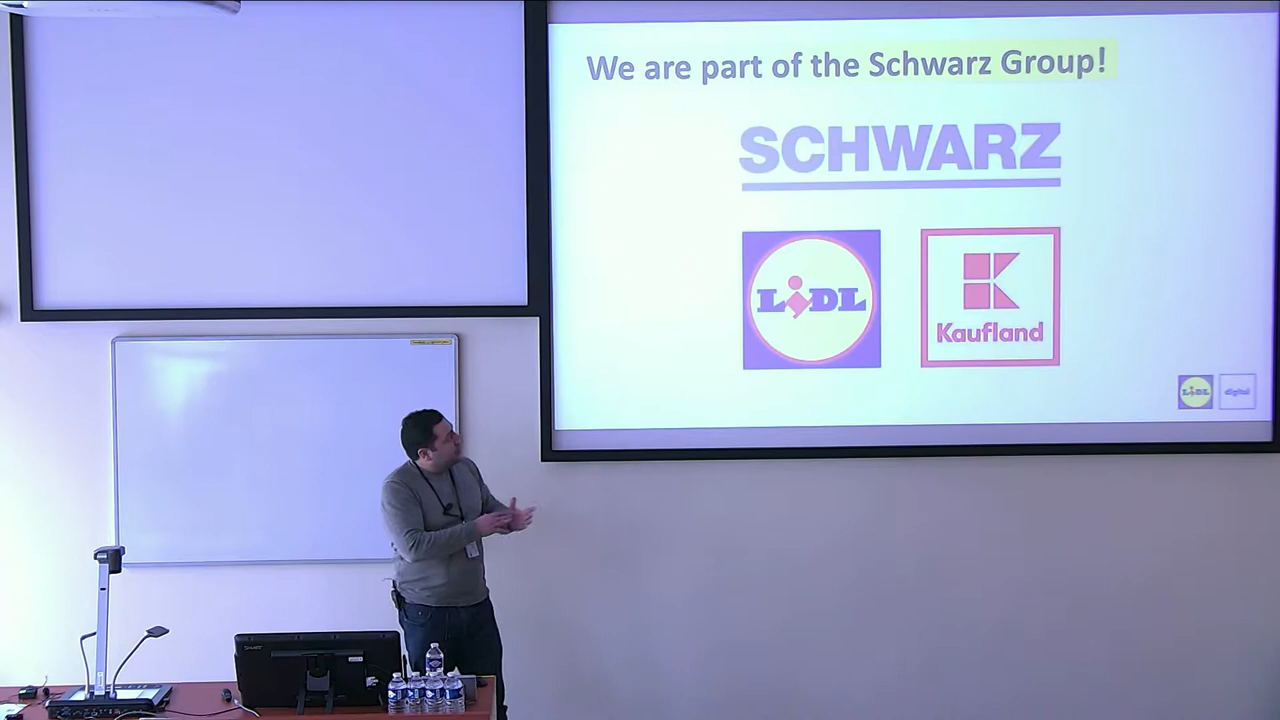 We are part of the Schwarz Group!
SCHWARZ
LiDL
Kaufland
LiDL
digital